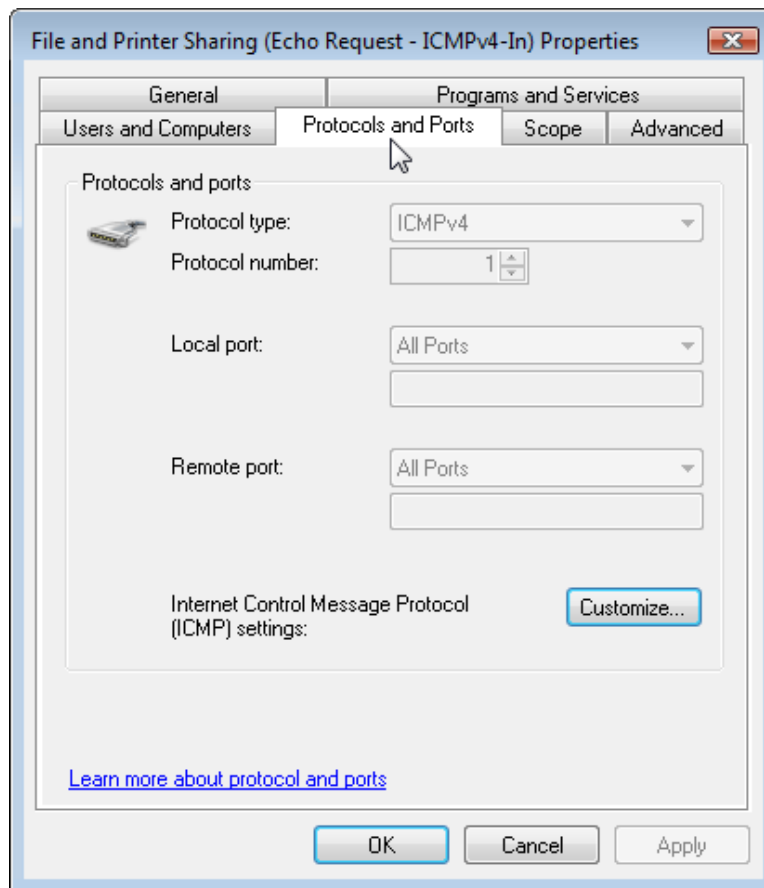 File and Printer Sharing (Echo Request - ICMPv4-In) Properties
General
Programs and Services
Users and Computers
Protocols and Ports
Scope
Advanced
Protocols and ports
Protocol type:
ICMPv4
Protocol number:
1
Local port:
All Ports
Remote port:
All Ports
Internet Control Message Protocol
(ICMP) settings:
Customize...
Learn more about protocol and ports
OK
Cancel
Apply